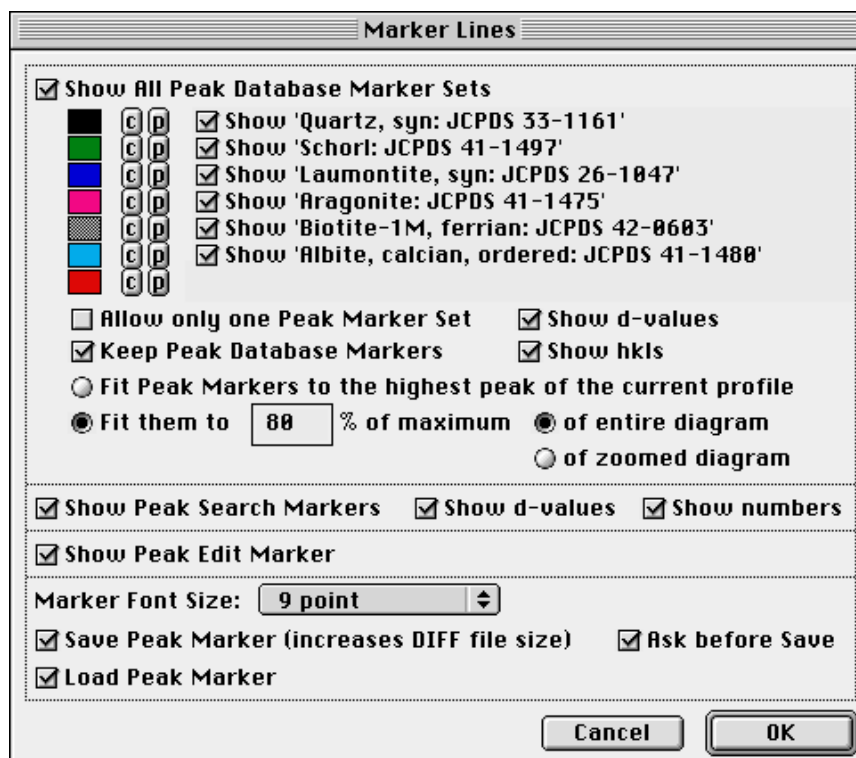 Marker Lines
Show All Peak Database Marker Sets
c p Show 'Quartz, syn: JCPDS 33-1161'
c p Show 'Schorl: JCPDS 41-1497'
c p Show 'Laumontite, syn: JCPDS 26-1047'
c p Show 'Aragonite: JCPDS 41-1475'
c p Show 'Biotite-1M, ferrian: JCPDS 42-0603'
c p Show 'Albite, calcian, ordered: JCPDS 41-1480'
c p
Allow only one Peak Marker Set Show d-values
Keep Peak Database Markers Show hkls
Fit Peak Markers to the highest peak of the current profile
Fit them to 80 % of maximum of entire diagram
of zoomed diagram
Show Peak Search Markers Show d-values Show numbers
Show Peak Edit Marker
Marker Font Size: 9 point
Save Peak Marker (increases DIFF file size) Ask before Save
Load Peak Marker
Cancel OK